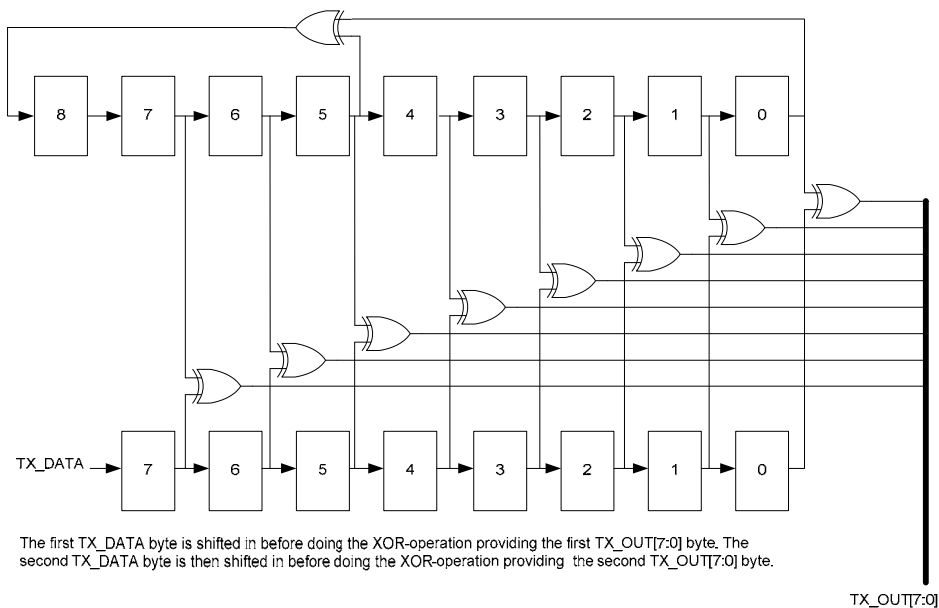 8 7 6 5 4 3 2 1 0
TX_DATA 7 6 5 4 3 2 1 0
The first TX_DATA byte is shifted in before doing the XOR-operation providing the first TX_OUT[7:0] byte. The
second TX_DATA byte is then shifted in before doing the XOR-operation providing the second TX_OUT[7:0] byte.
TX_OUT[7:0]